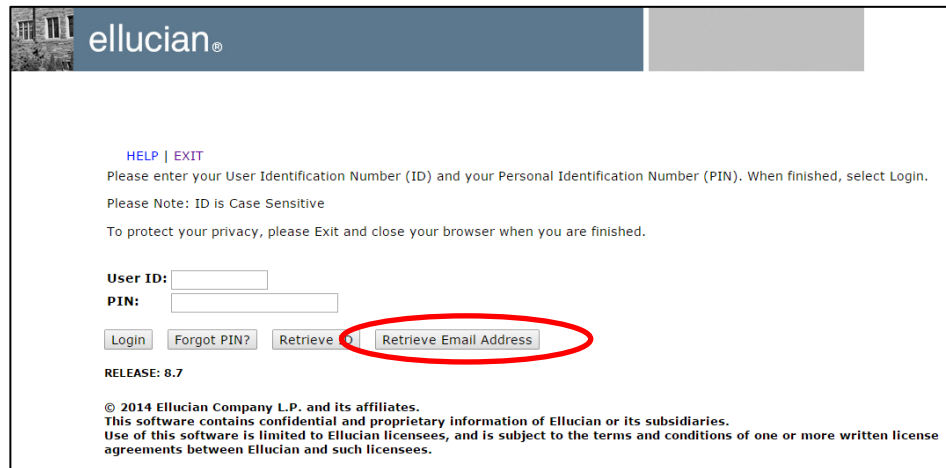 ellucian®
HELP | EXIT
Please enter your User Identification Number (ID) and your Personal Identification Number (PIN). When finished, select Login.
Please Note: ID is Case Sensitive
To protect your privacy, please Exit and close your browser when you are finished.
User ID:
PIN:
Login Forgot PIN? Retrieve ID Retrieve Email Address
RELEASE: 8.7
© 2014 Ellucian Company L.P. and its affiliates.
This software contains confidential and proprietary information of Ellucian or its subsidiaries.
Use of this software is limited to Ellucian licensees, and is subject to the terms and conditions of one or more written license
agreements between Ellucian and such licensees.